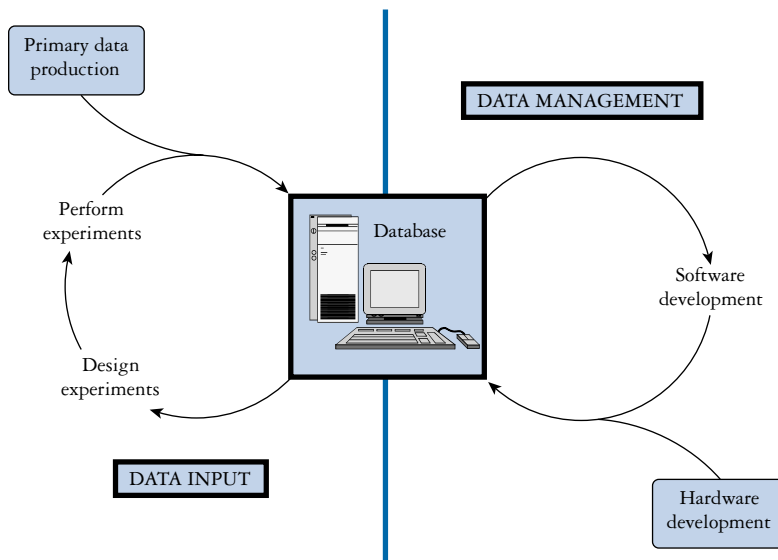 Primary data
production
DATA MANAGEMENT
Perform
experiments
Database
Software
development
Design
experiments
DATA INPUT
Hardware
development